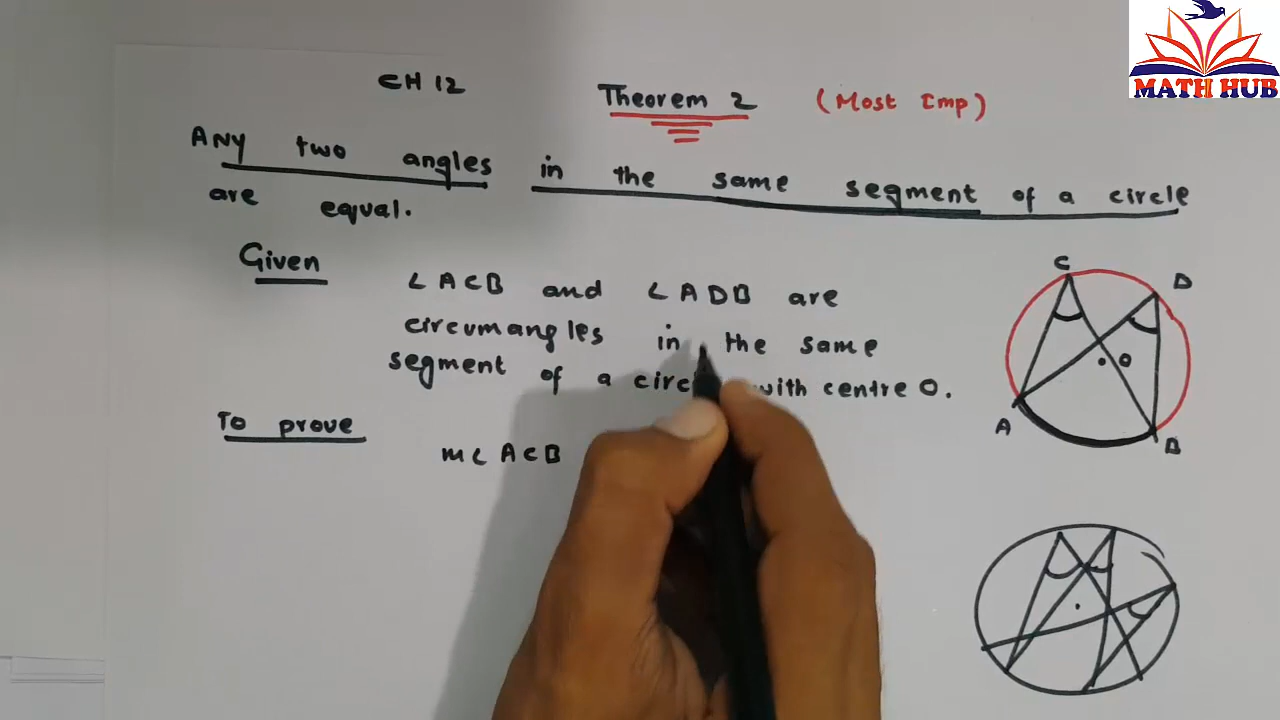 MATH HUB
CH 12
Theorem 2 (Most Imp)
ANY two angles in the same segment of a circle
are equal.
Given
∠ACB and ∠ADB are
circumangles in the same
segment of a with centre O.
To prove
m∠ACB
C
D
O
A
B